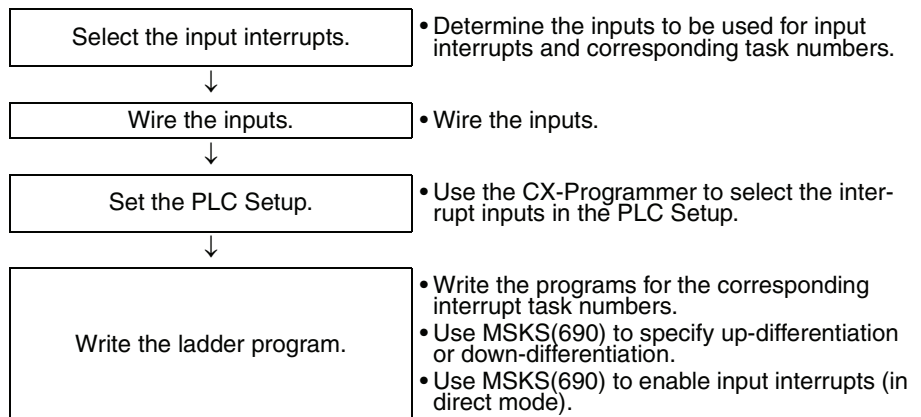 Select the input interrupts.
• Determine the inputs to be used for input
interrupts and corresponding task numbers.
↓
Wire the inputs.
• Wire the inputs.
↓
Set the PLC Setup.
• Use the CX-Programmer to select the inter-
rupt inputs in the PLC Setup.
↓
Write the ladder program.
• Write the programs for the corresponding
interrupt task numbers.
• Use MSKS(690) to specify up-differentiation
or down-differentiation.
• Use MSKS(690) to enable input interrupts (in
direct mode).